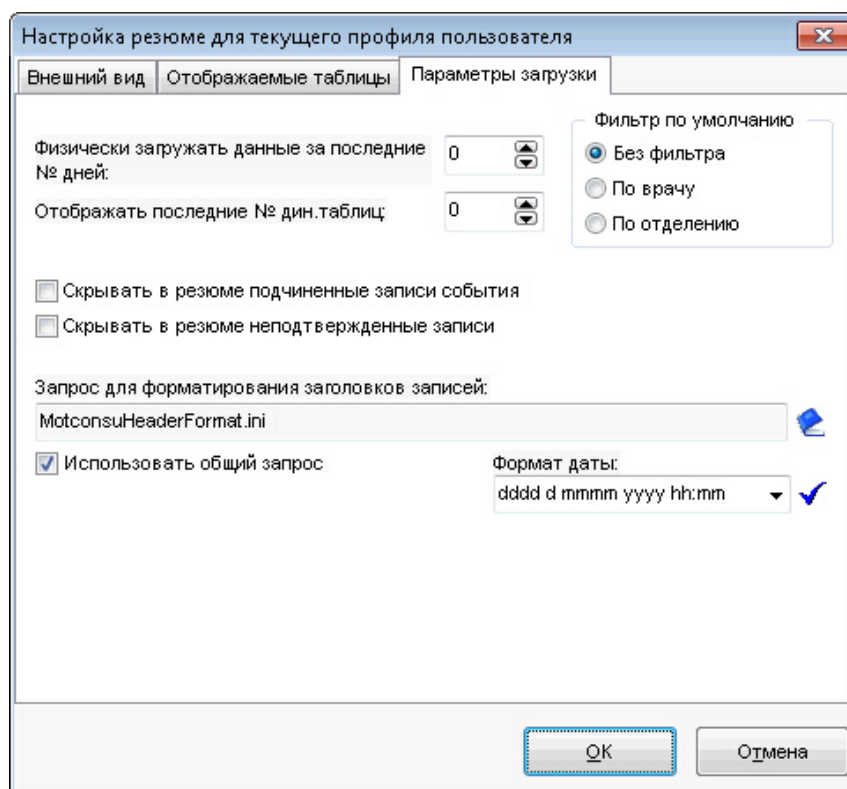 Настройка резюме для текущего профиля пользователя
Внешний вид
Отображаемые таблицы
Параметры загрузки
Физически загружать данные за последние
№ дней:
0
Отображать последние № дин.таблиц:
0
Фильтр по умолчанию
Без фильтра
По врачу
По отделению
Скрывать в резюме подчиненные записи события
Скрывать в резюме неподтвержденные записи
Запрос для форматирования заголовков записей:
MotconsuHeaderFormat.ini
Использовать общий запрос
Формат даты:
dddd d mmmm yyyy hh:mm
OK
Отмена